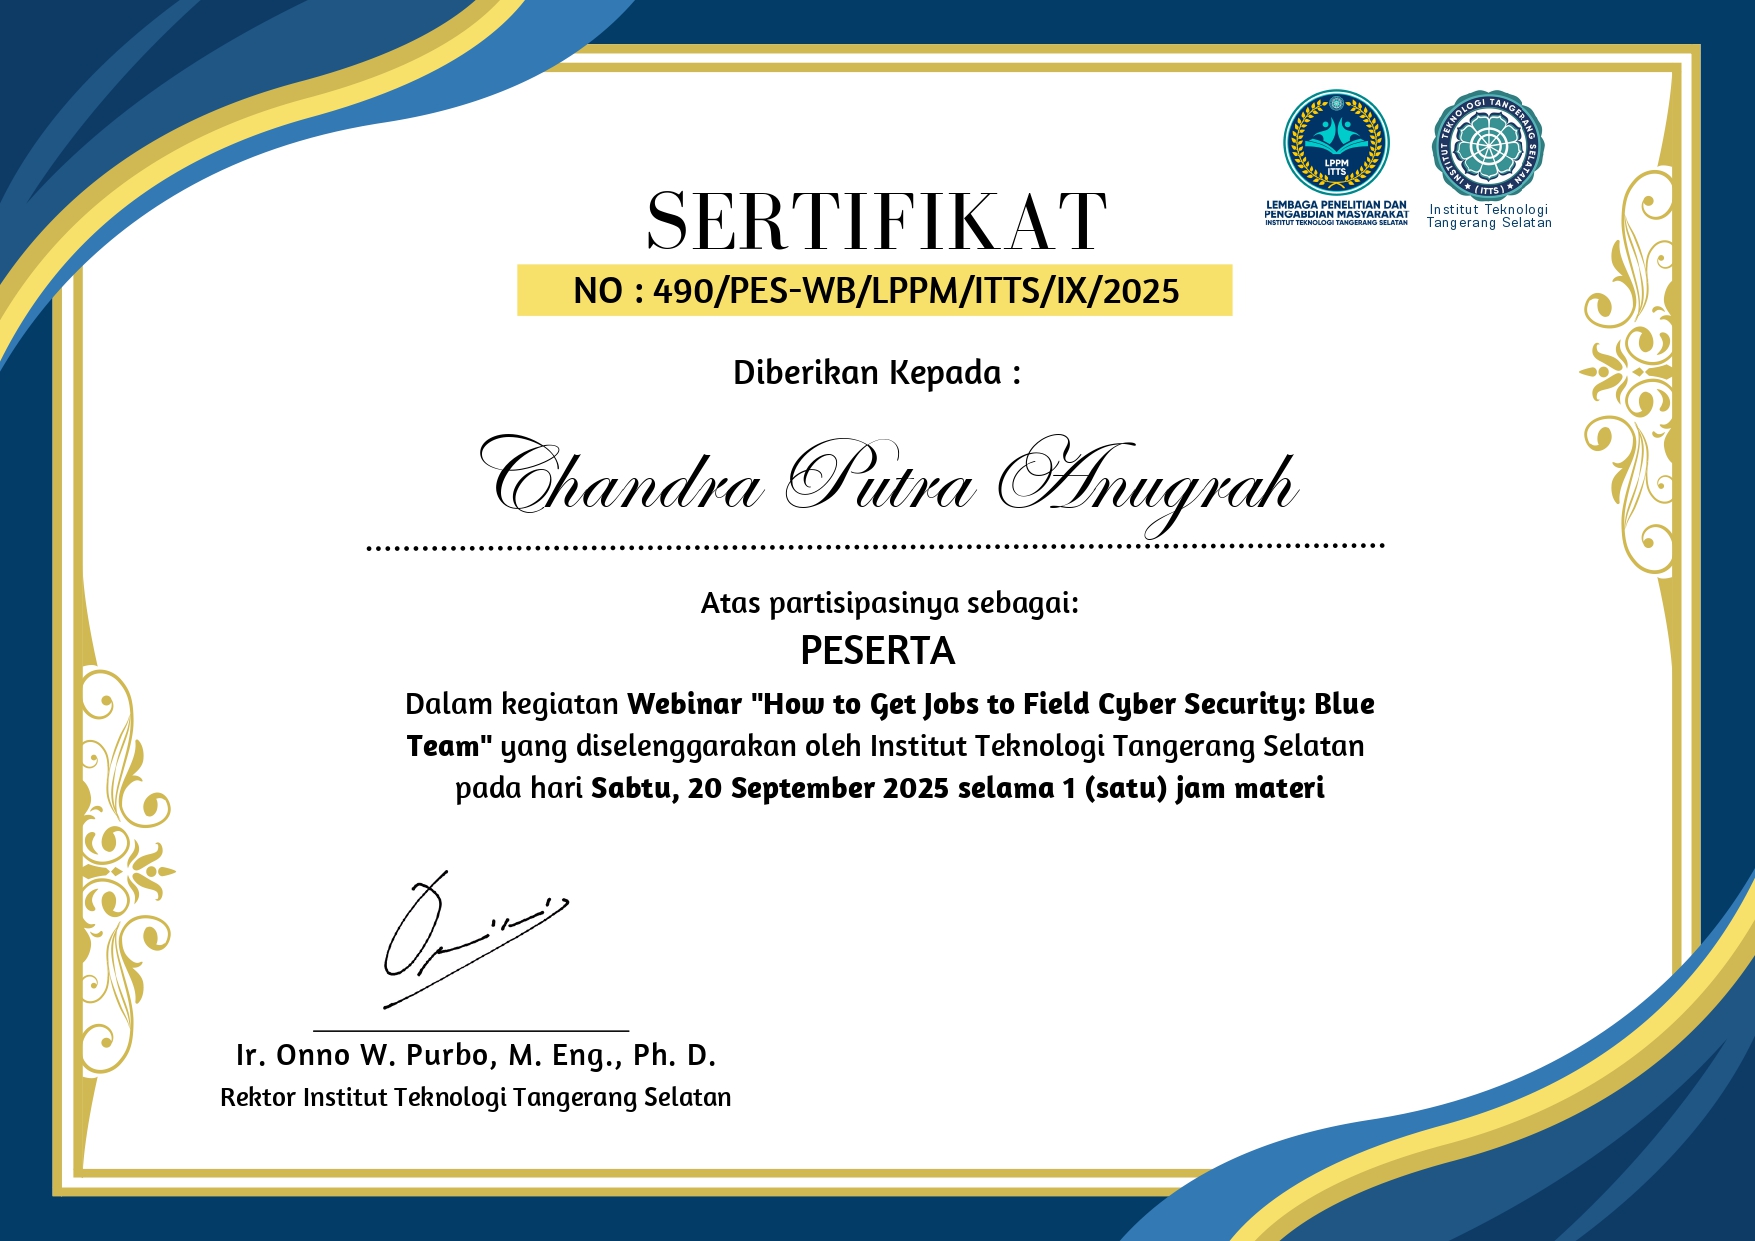 LPPM
ITTS
LEMBAGA PENELITIAN DAN
PENGABDIAN MASYARAKAT
INSTITUT TEKNOLOGI TANGERANG SELATAN
INSTITUT TEKNOLOGI TANGERANG SELATAN
(ITTS)
Institut Teknologi
Tangerang Selatan
SERTIFIKAT
NO : 490/PES-WB/LPPM/ITTS/IX/2025
Diberikan Kepada :
Chandra Putra Anugrah
Atas partisipasinya sebagai:
PESERTA
Dalam kegiatan Webinar "How to Get Jobs to Field Cyber Security: Blue
Team" yang diselenggarakan oleh Institut Teknologi Tangerang Selatan
pada hari Sabtu, 20 September 2025 selama 1 (satu) jam materi
Ir. Onno W. Purbo, M. Eng., Ph. D.
Rektor Institut Teknologi Tangerang Selatan